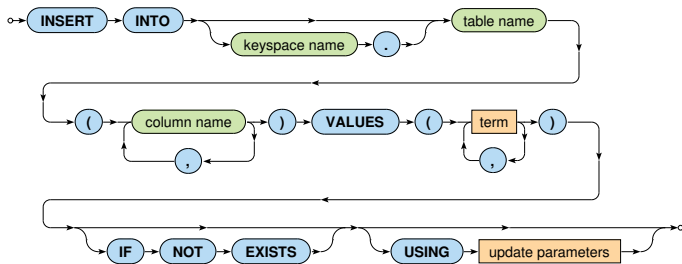 INSERT INTO table name
keyspace name .
( column name ) VALUES ( term )
, ,
IF NOT EXISTS USING update parameters